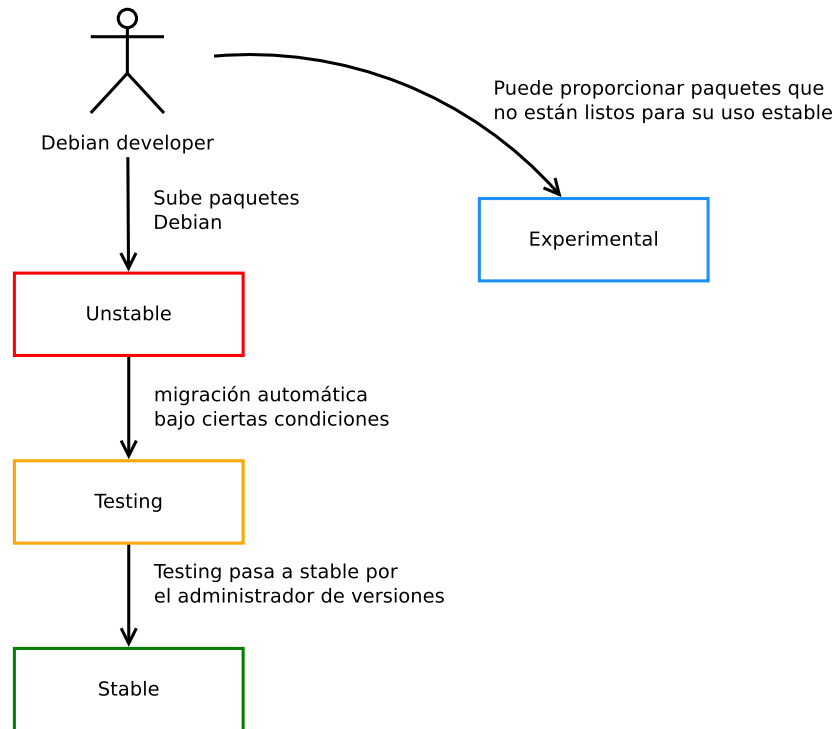 Puede proporcionar paquetes que
no están listos para su uso estable
Debian developer
Sube paquetes
Debian
Experimental
Unstable
migración automática
bajo ciertas condiciones
Testing
Testing pasa a stable por
el administrador de versiones
Stable